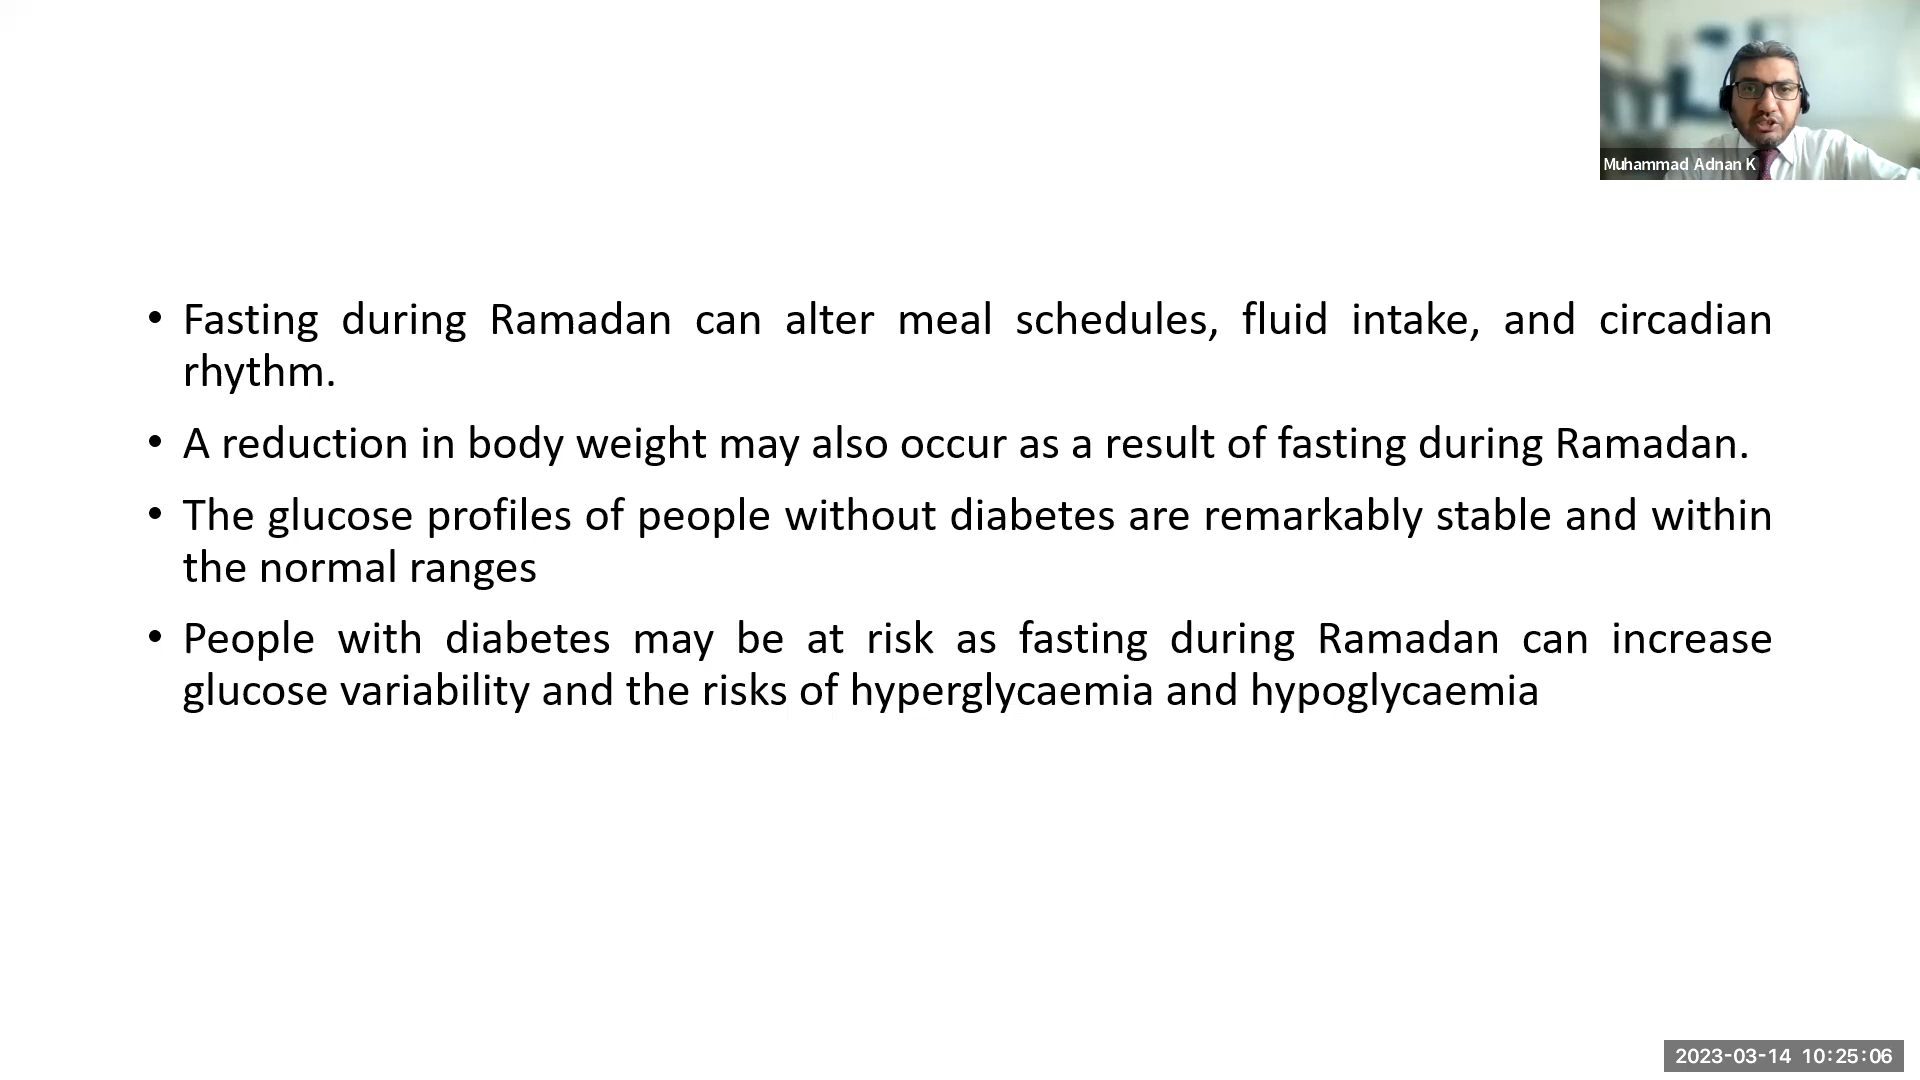 Muhammad Adnan K
• Fasting during Ramadan can alter meal schedules, fluid intake, and circadian
rhythm.
• A reduction in body weight may also occur as a result of fasting during Ramadan.
• The glucose profiles of people without diabetes are remarkably stable and within
the normal ranges
• People with diabetes may be at risk as fasting during Ramadan can increase
glucose variability and the risks of hyperglycaemia and hypoglycaemia
2023-03-14 10:25:06